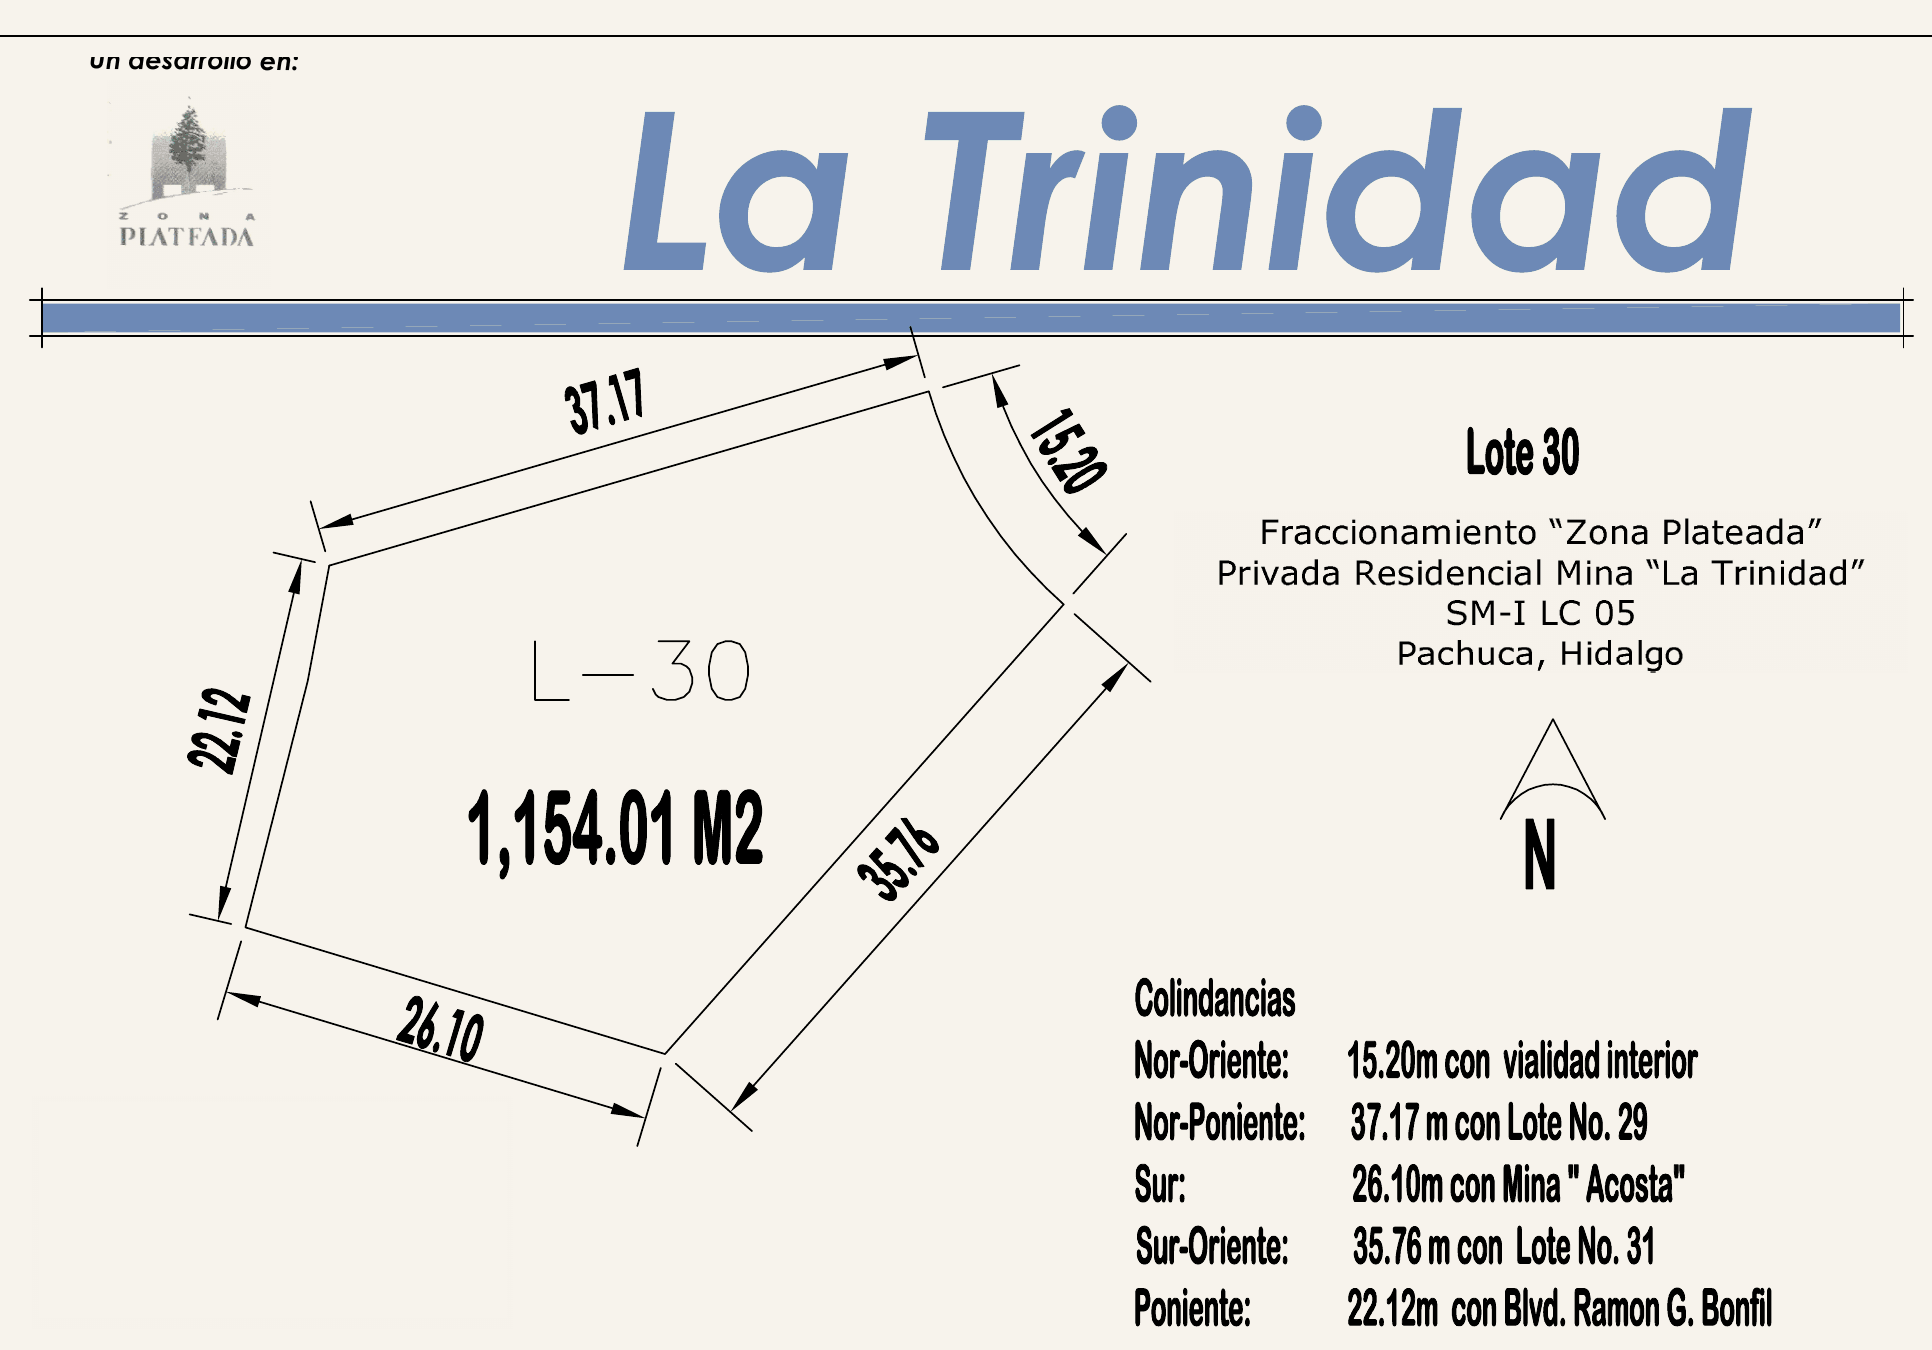 un desarrollo en:
ZONA
PLATEADA
La Trinidad
37.17
15.20
22.12
L-30
1,154.01 M2
35.76
26.10
Lote 30
Fraccionamiento “Zona Plateada”
Privada Residencial Mina “La Trinidad”
SM-I LC 05
Pachuca, Hidalgo
N
Colindancias
Nor-Oriente: 15.20m con vialidad interior
Nor-Poniente: 37.17 m con Lote No. 29
Sur: 26.10m con Mina " Acosta"
Sur-Oriente: 35.76 m con Lote No. 31
Poniente: 22.12m con Blvd. Ramon G. Bonfil